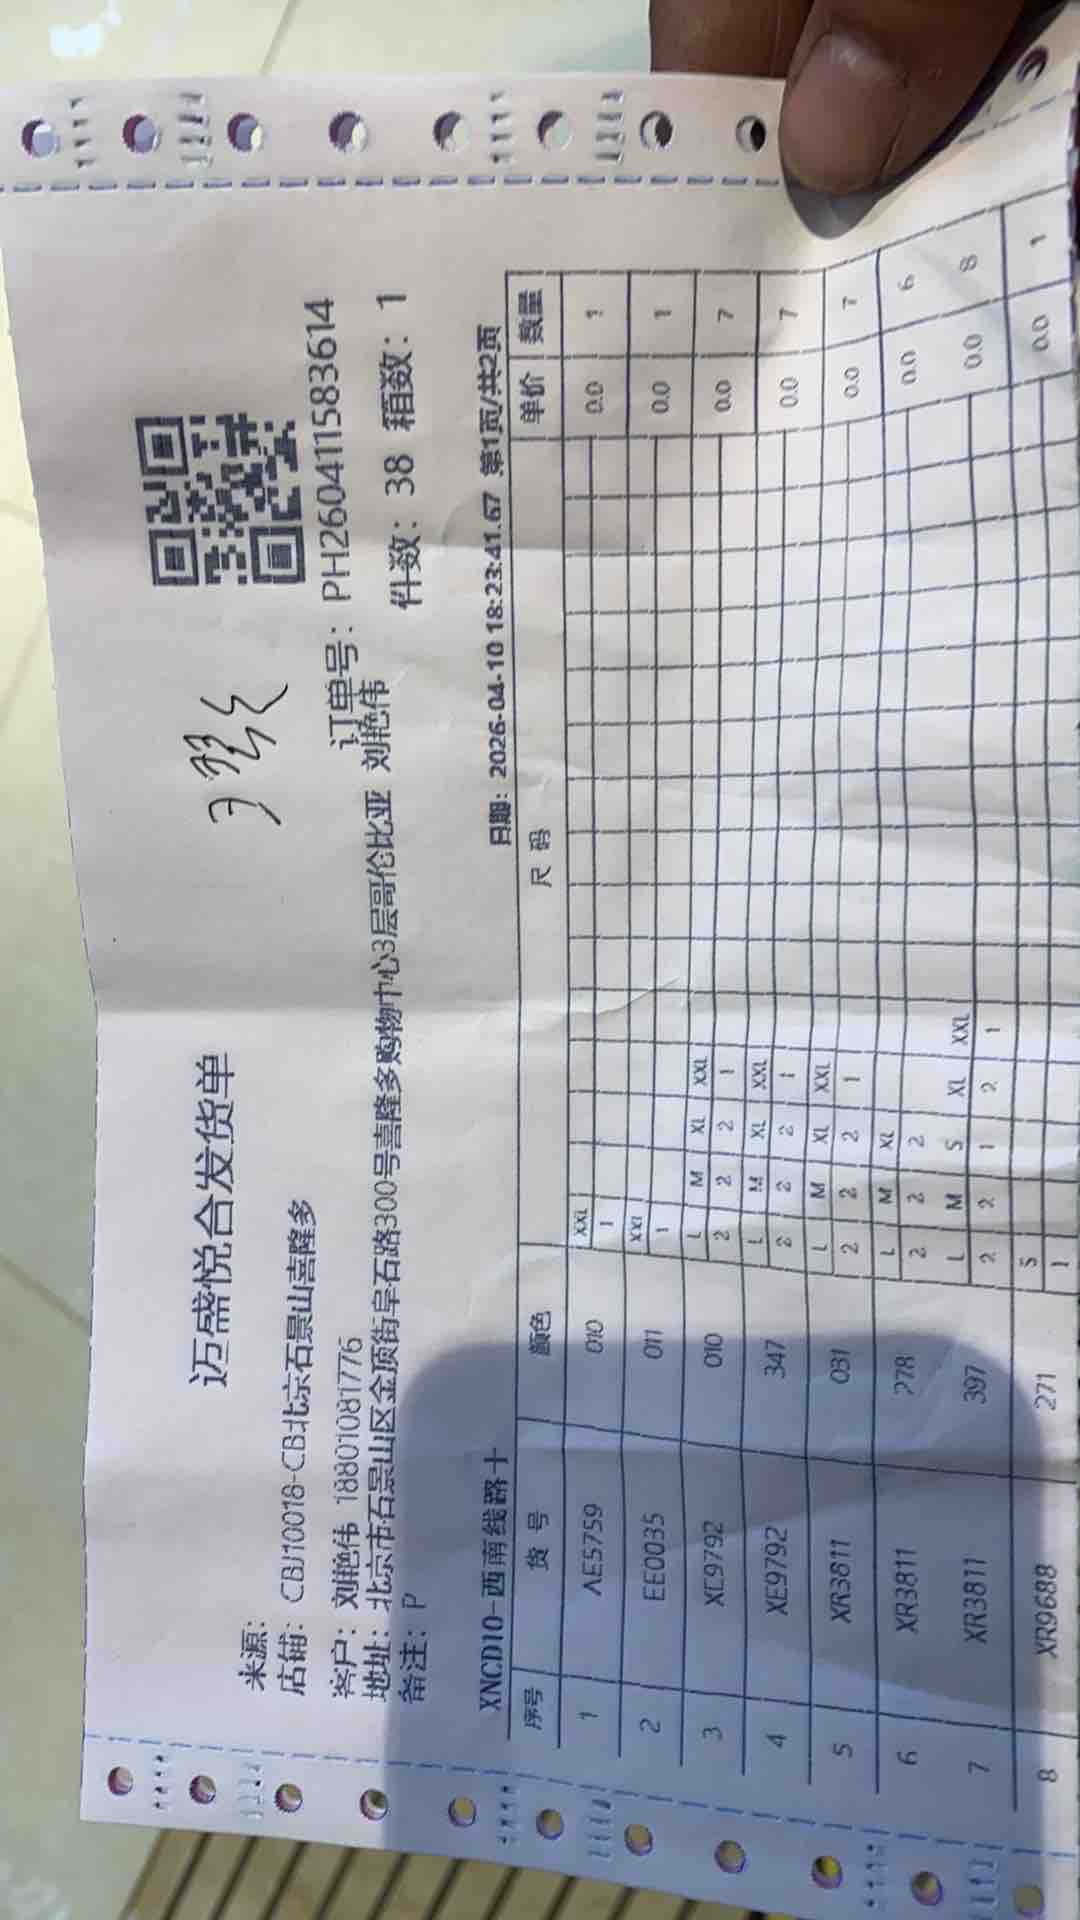 迈盛悦合发货单
来源:
店铺: CBJ10018-CB北京石景山喜隆多
订单号: PH260411583614
客户: 刘艳伟 18801081776
地址: 北京市石景山区金顶街阜石路300号喜隆多购物中心3层哥伦比亚 刘艳伟
备注: P 件数: 38 箱数: 1
XNCD10-西南线路十 日期: 2026-04-10 18:23:41.67 第1页/共2页
序号 货 号 颜色 尺 码 单价 数量
XXL
1 AE5759 010 1 0.0 1
XXL
2 EE0035 011 1 0.0 1
L M XL XXL
3 XE9792 010 2 2 2 1 0.0 7
L M XL XXL
4 XE9792 347 2 2 2 1 0.0 7
L M XL XXL
5 XR3811 031 2 2 2 1 0.0 7
L M XL
6 XR3811 278 2 2 2 0.0 6
L M S XL XXL
7 XR3811 397 2 2 1 2 1 0.0 8
S
8 XR9688 271 1 0.0 1